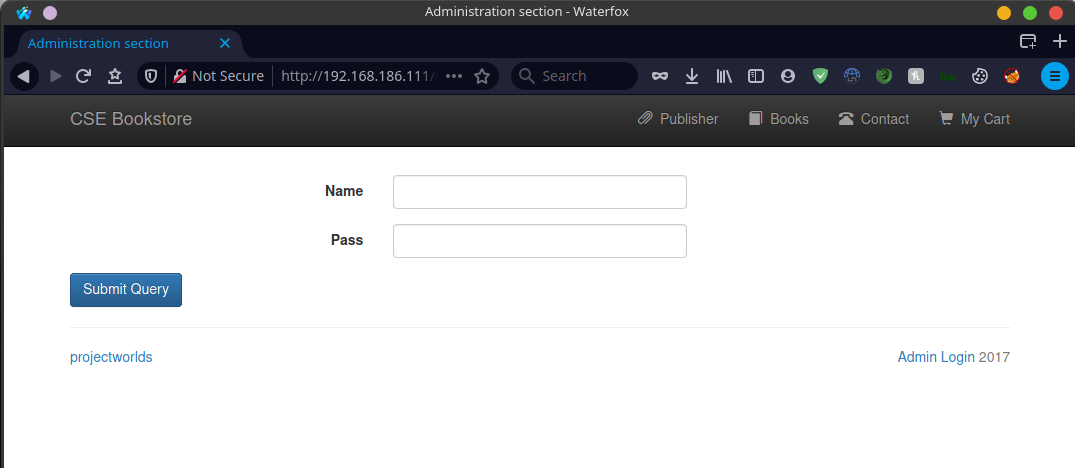 Administration section - Waterfox
Administration section
Not Secure http://192.168.186.111/ Search
CSE Bookstore Publisher Books Contact My Cart
Name
Pass
Submit Query
projectworlds Admin Login 2017